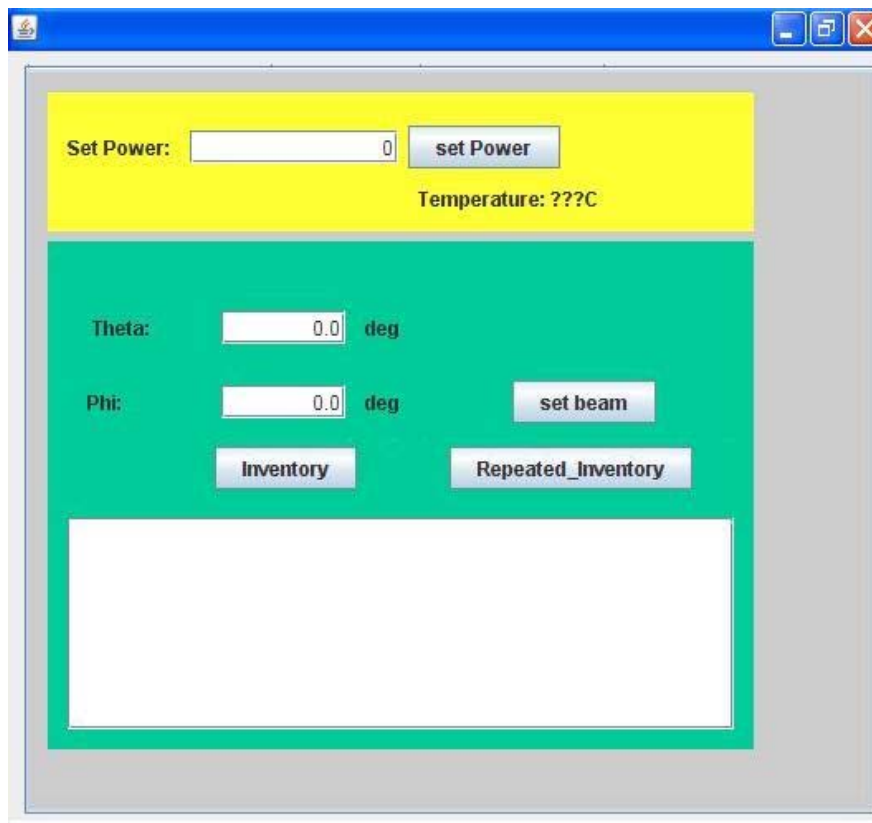 Set Power: 0 set Power
Temperature: ???C
Theta: 0.0 deg
Phi: 0.0 deg set beam
Inventory Repeated_Inventory